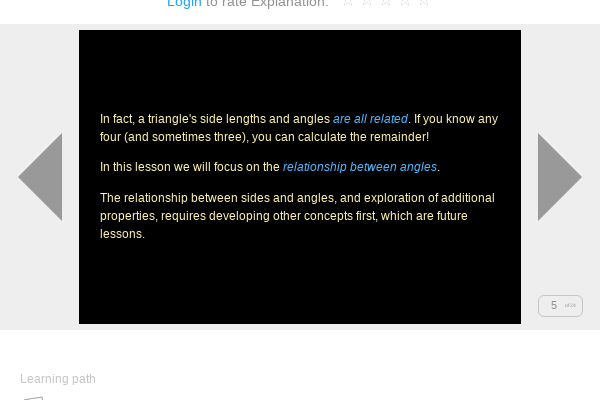 Login to rate Explanation:
In fact, a triangle's side lengths and angles are all related. If you know any
four (and sometimes three), you can calculate the remainder!
In this lesson we will focus on the relationship between angles.
The relationship between sides and angles, and exploration of additional
properties, requires developing other concepts first, which are future
lessons.
5
Learning path